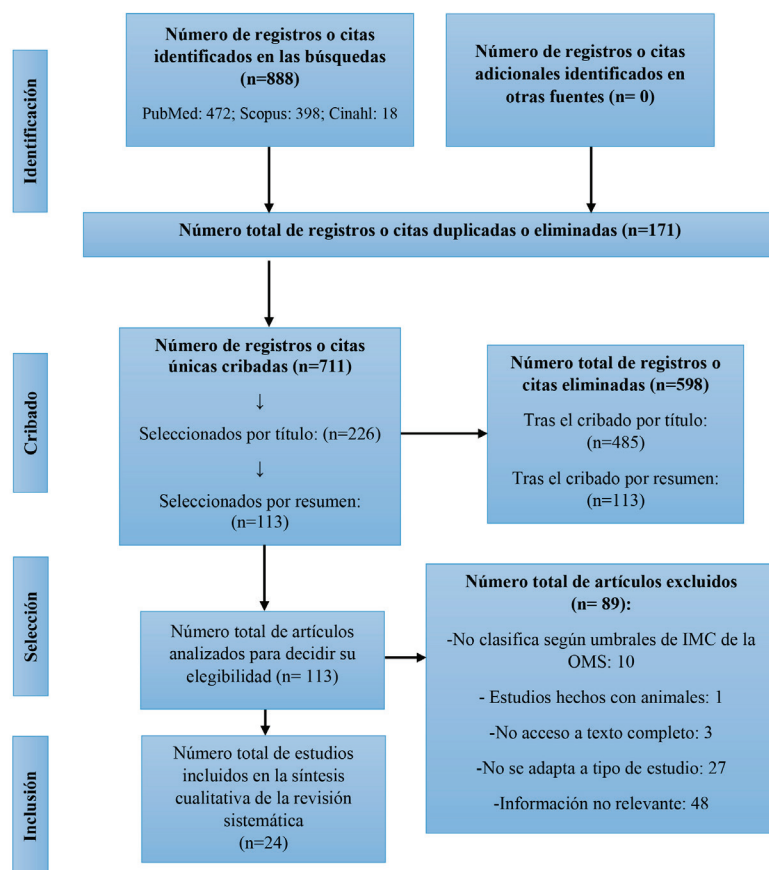 Identificación
Número de registros o citas
identificados en las búsquedas
(n=888)
PubMed: 472; Scopus: 398; Cinahl: 18
Número de registros o citas
adicionales identificados en
otras fuentes (n= 0)
Número total de registros o citas duplicadas o eliminadas (n=171)
Cribado
Número de registros o citas
únicas cribadas (n=711)
↓
Seleccionados por título: (n=226)
↓
Seleccionados por resumen:
(n=113)
Número total de registros o
citas eliminadas (n=598)
Tras el cribado por título:
(n=485)
Tras el cribado por resumen:
(n=113)
Selección
Número total de artículos
analizados para decidir su
elegibilidad (n= 113)
Número total de artículos excluidos
(n= 89):
-No clasifica según umbrales de IMC de la
OMS: 10
- Estudios hechos con animales: 1
-No acceso a texto completo: 3
-No se adapta a tipo de estudio: 27
-Información no relevante: 48
Inclusión
Número total de estudios
incluidos en la síntesis
cualitativa de la revisión
sistemática
(n=24)